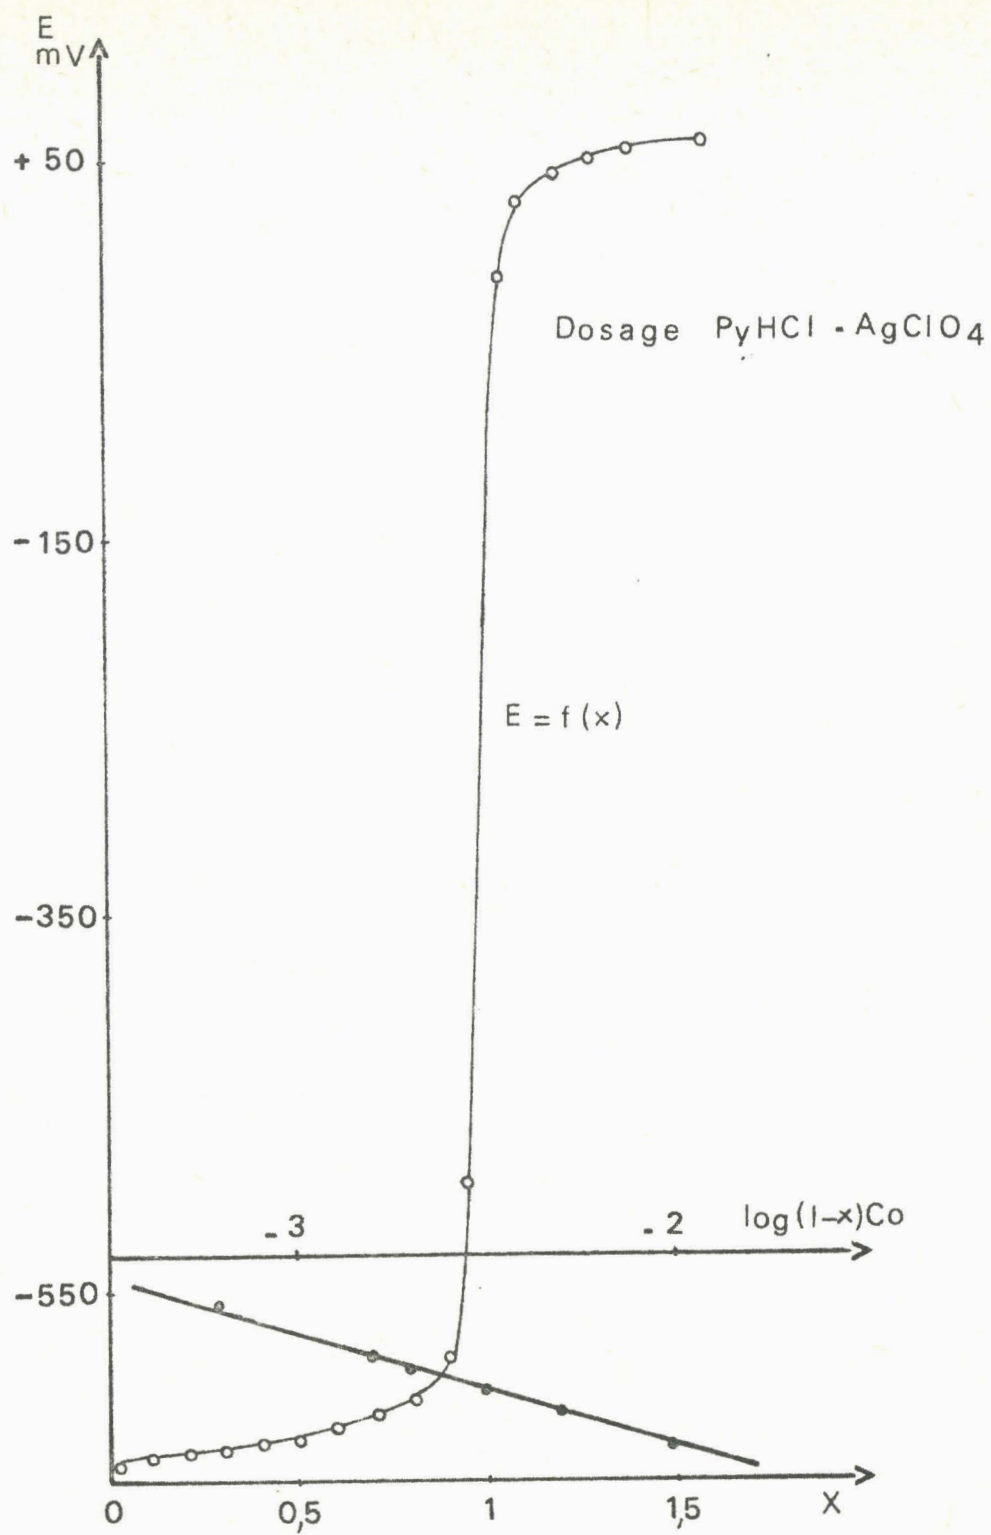 E
mV
+ 50
Dosage PyHCl - AgClO4
- 150
E = f (x)
-350
- 3
- 2
log (1-x)Co
-550
0
0,5
1
1,5
X